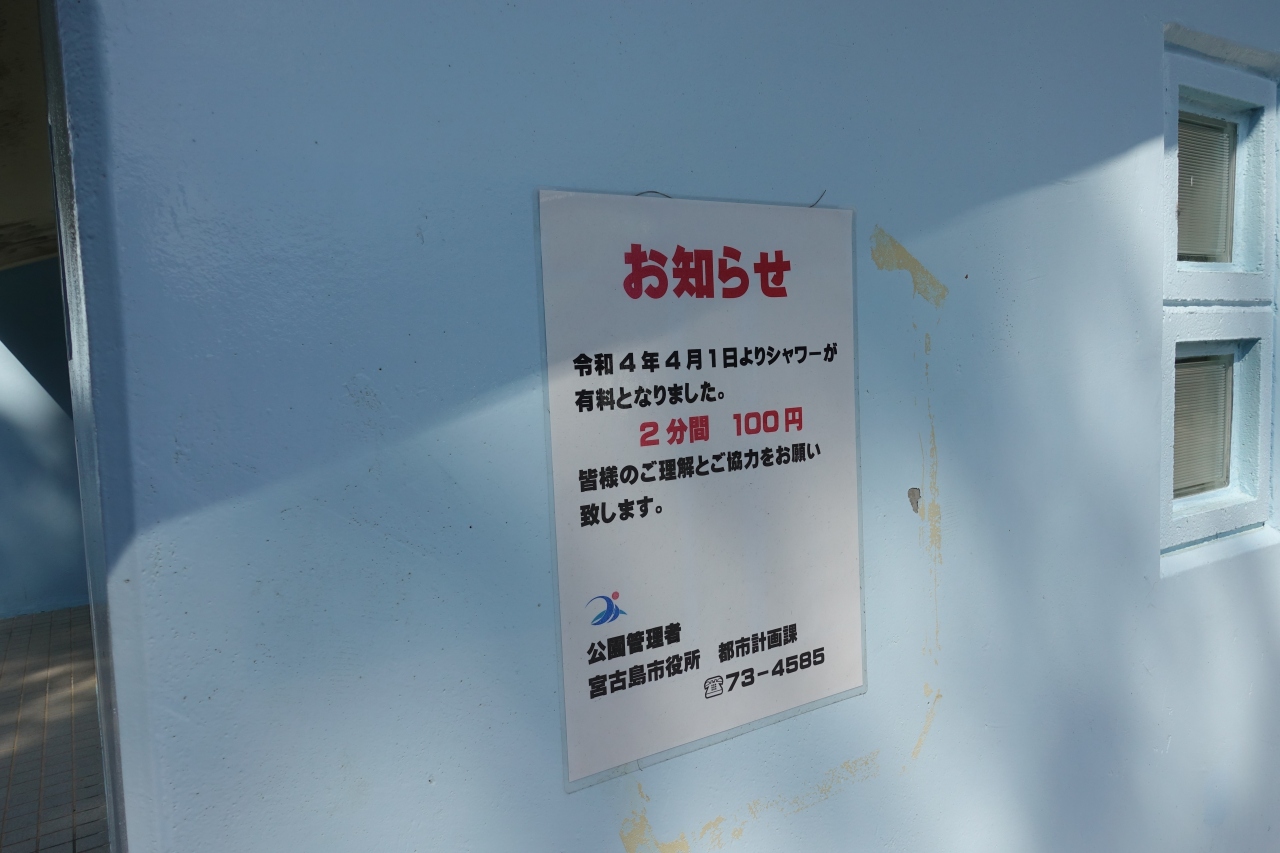 お知らせ
令和4年4月1日よりシャワーが
有料となりました。
2分間 100円
皆様のご理解とご協力をお願い
致します。
公園管理者
宮古島市役所 都市計画課
☎73-4585